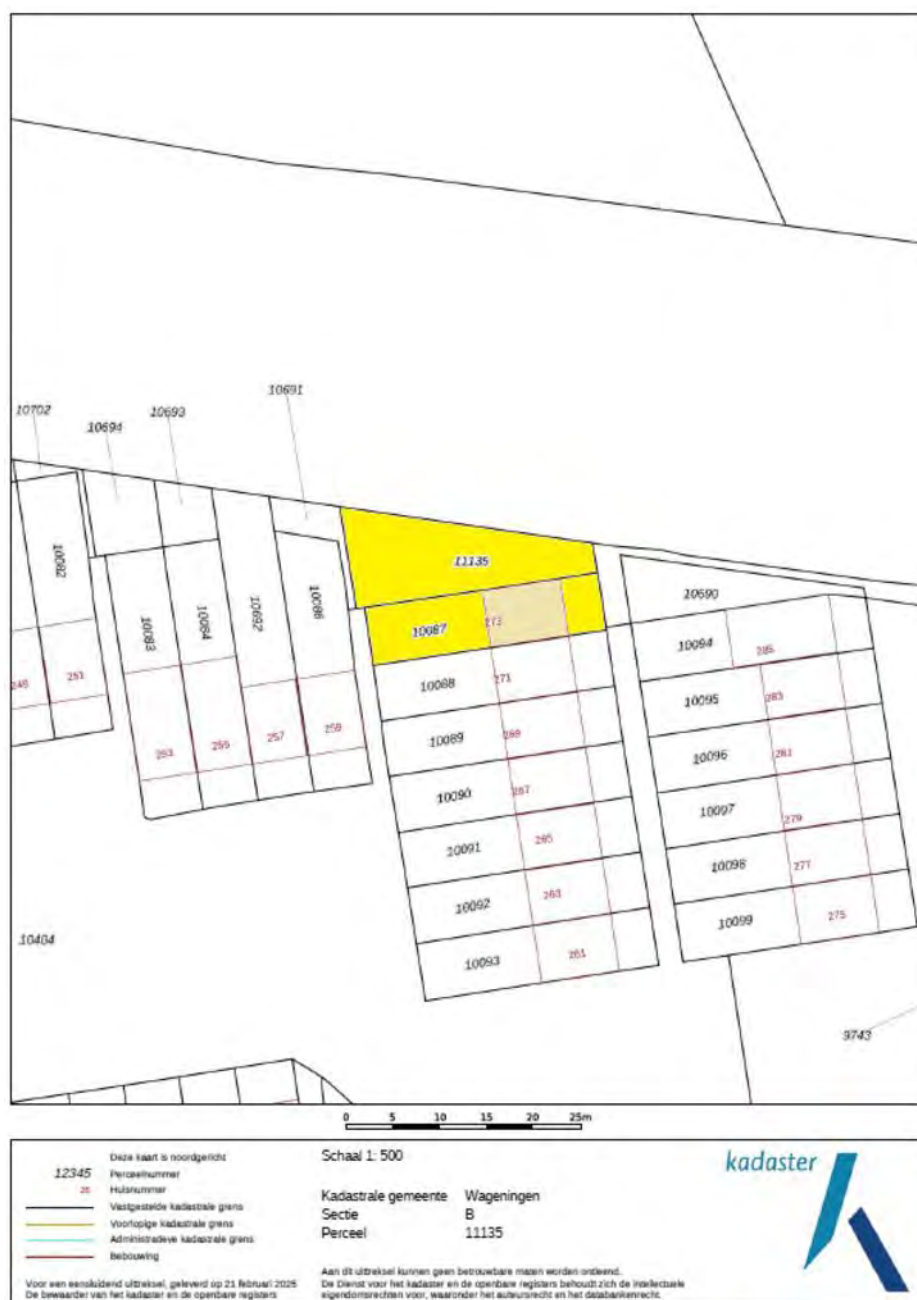 10702
10694
10693
10691
11135
10690
10082
10083
10084
10692
10086
10087
273
10094
285
10088
271
10095
283
251
253
255
257
259
10089
269
10096
281
10090
267
10097
279
10091
265
10098
277
10092
263
10099
275
10404
10093
261
9743
0 5 10 15 20 25m
Deze kaart is noordgericht
12345 Perceelnummer
26 Huisnummer
Vastgestelde kadastrale grens
Voorlopige kadastrale grens
Administratieve kadastrale grens
Bebouwing
Voor een eensluidend uittreksel, geleverd op 21 februari 2025
De bewaarder van het kadaster en de openbare registers
Schaal 1: 500
Kadastrale gemeente Wageningen
Sectie B
Perceel 11135
Aan dit uittreksel kunnen geen betrouwbare maten worden ontleend.
De Dienst voor het kadaster en de openbare registers behoudt zich de intellectuele
eigendomsrechten voor, waaronder het auteursrecht en het databankenrecht.
kadaster